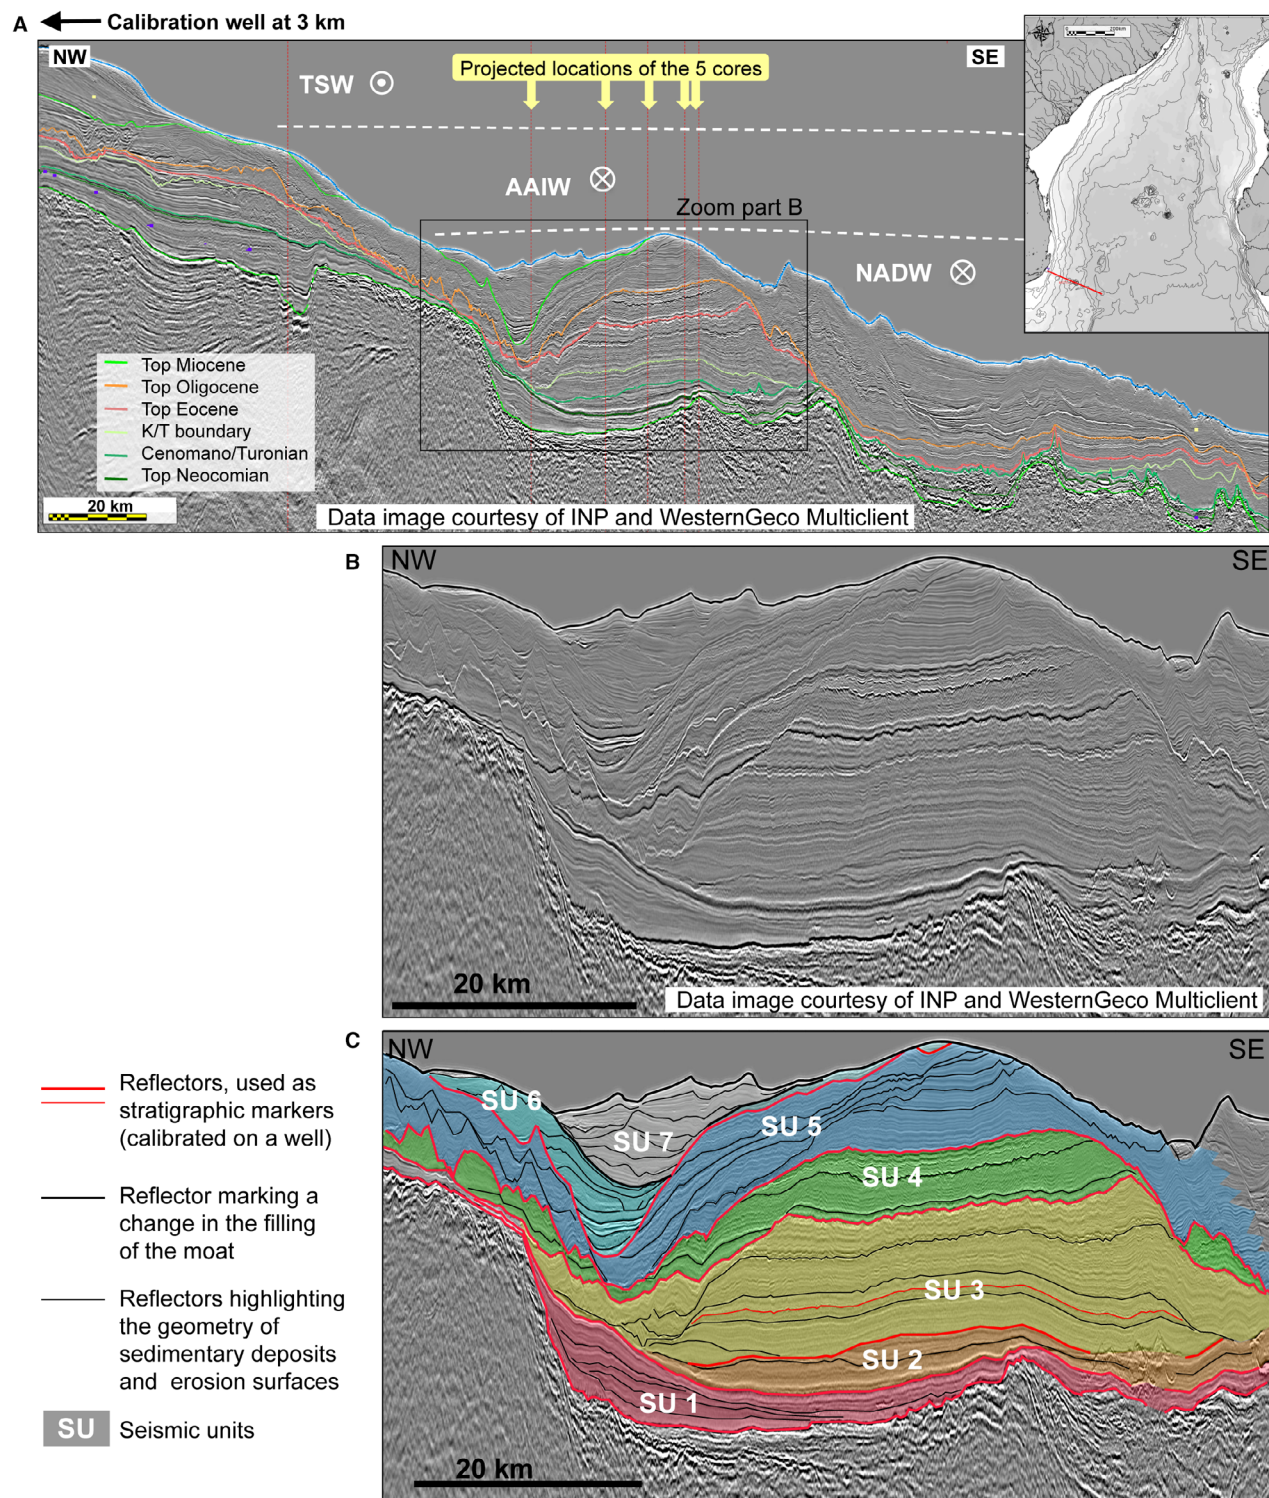 A
Calibration well at 3 km
NW
SE
Projected locations of the 5 cores
TSW
AAIW
Zoom part B
NADW
Top Miocene
Top Oligocene
Top Eocene
K/T boundary
Cenomano/Turonian
Top Neocomian
20 km
Data image courtesy of INP and WesternGeco Multiclient
B
NW
SE
20 km
Data image courtesy of INP and WesternGeco Multiclient
C
NW
SE
SU 6
SU 7
SU 5
SU 4
SU 3
SU 2
SU 1
20 km
Reflectors, used as
stratigraphic markers
(calibrated on a well)
Reflector marking a
change in the filling
of the moat
Reflectors highlighting
the geometry of
sedimentary deposits
and erosion surfaces
SU
Seismic units